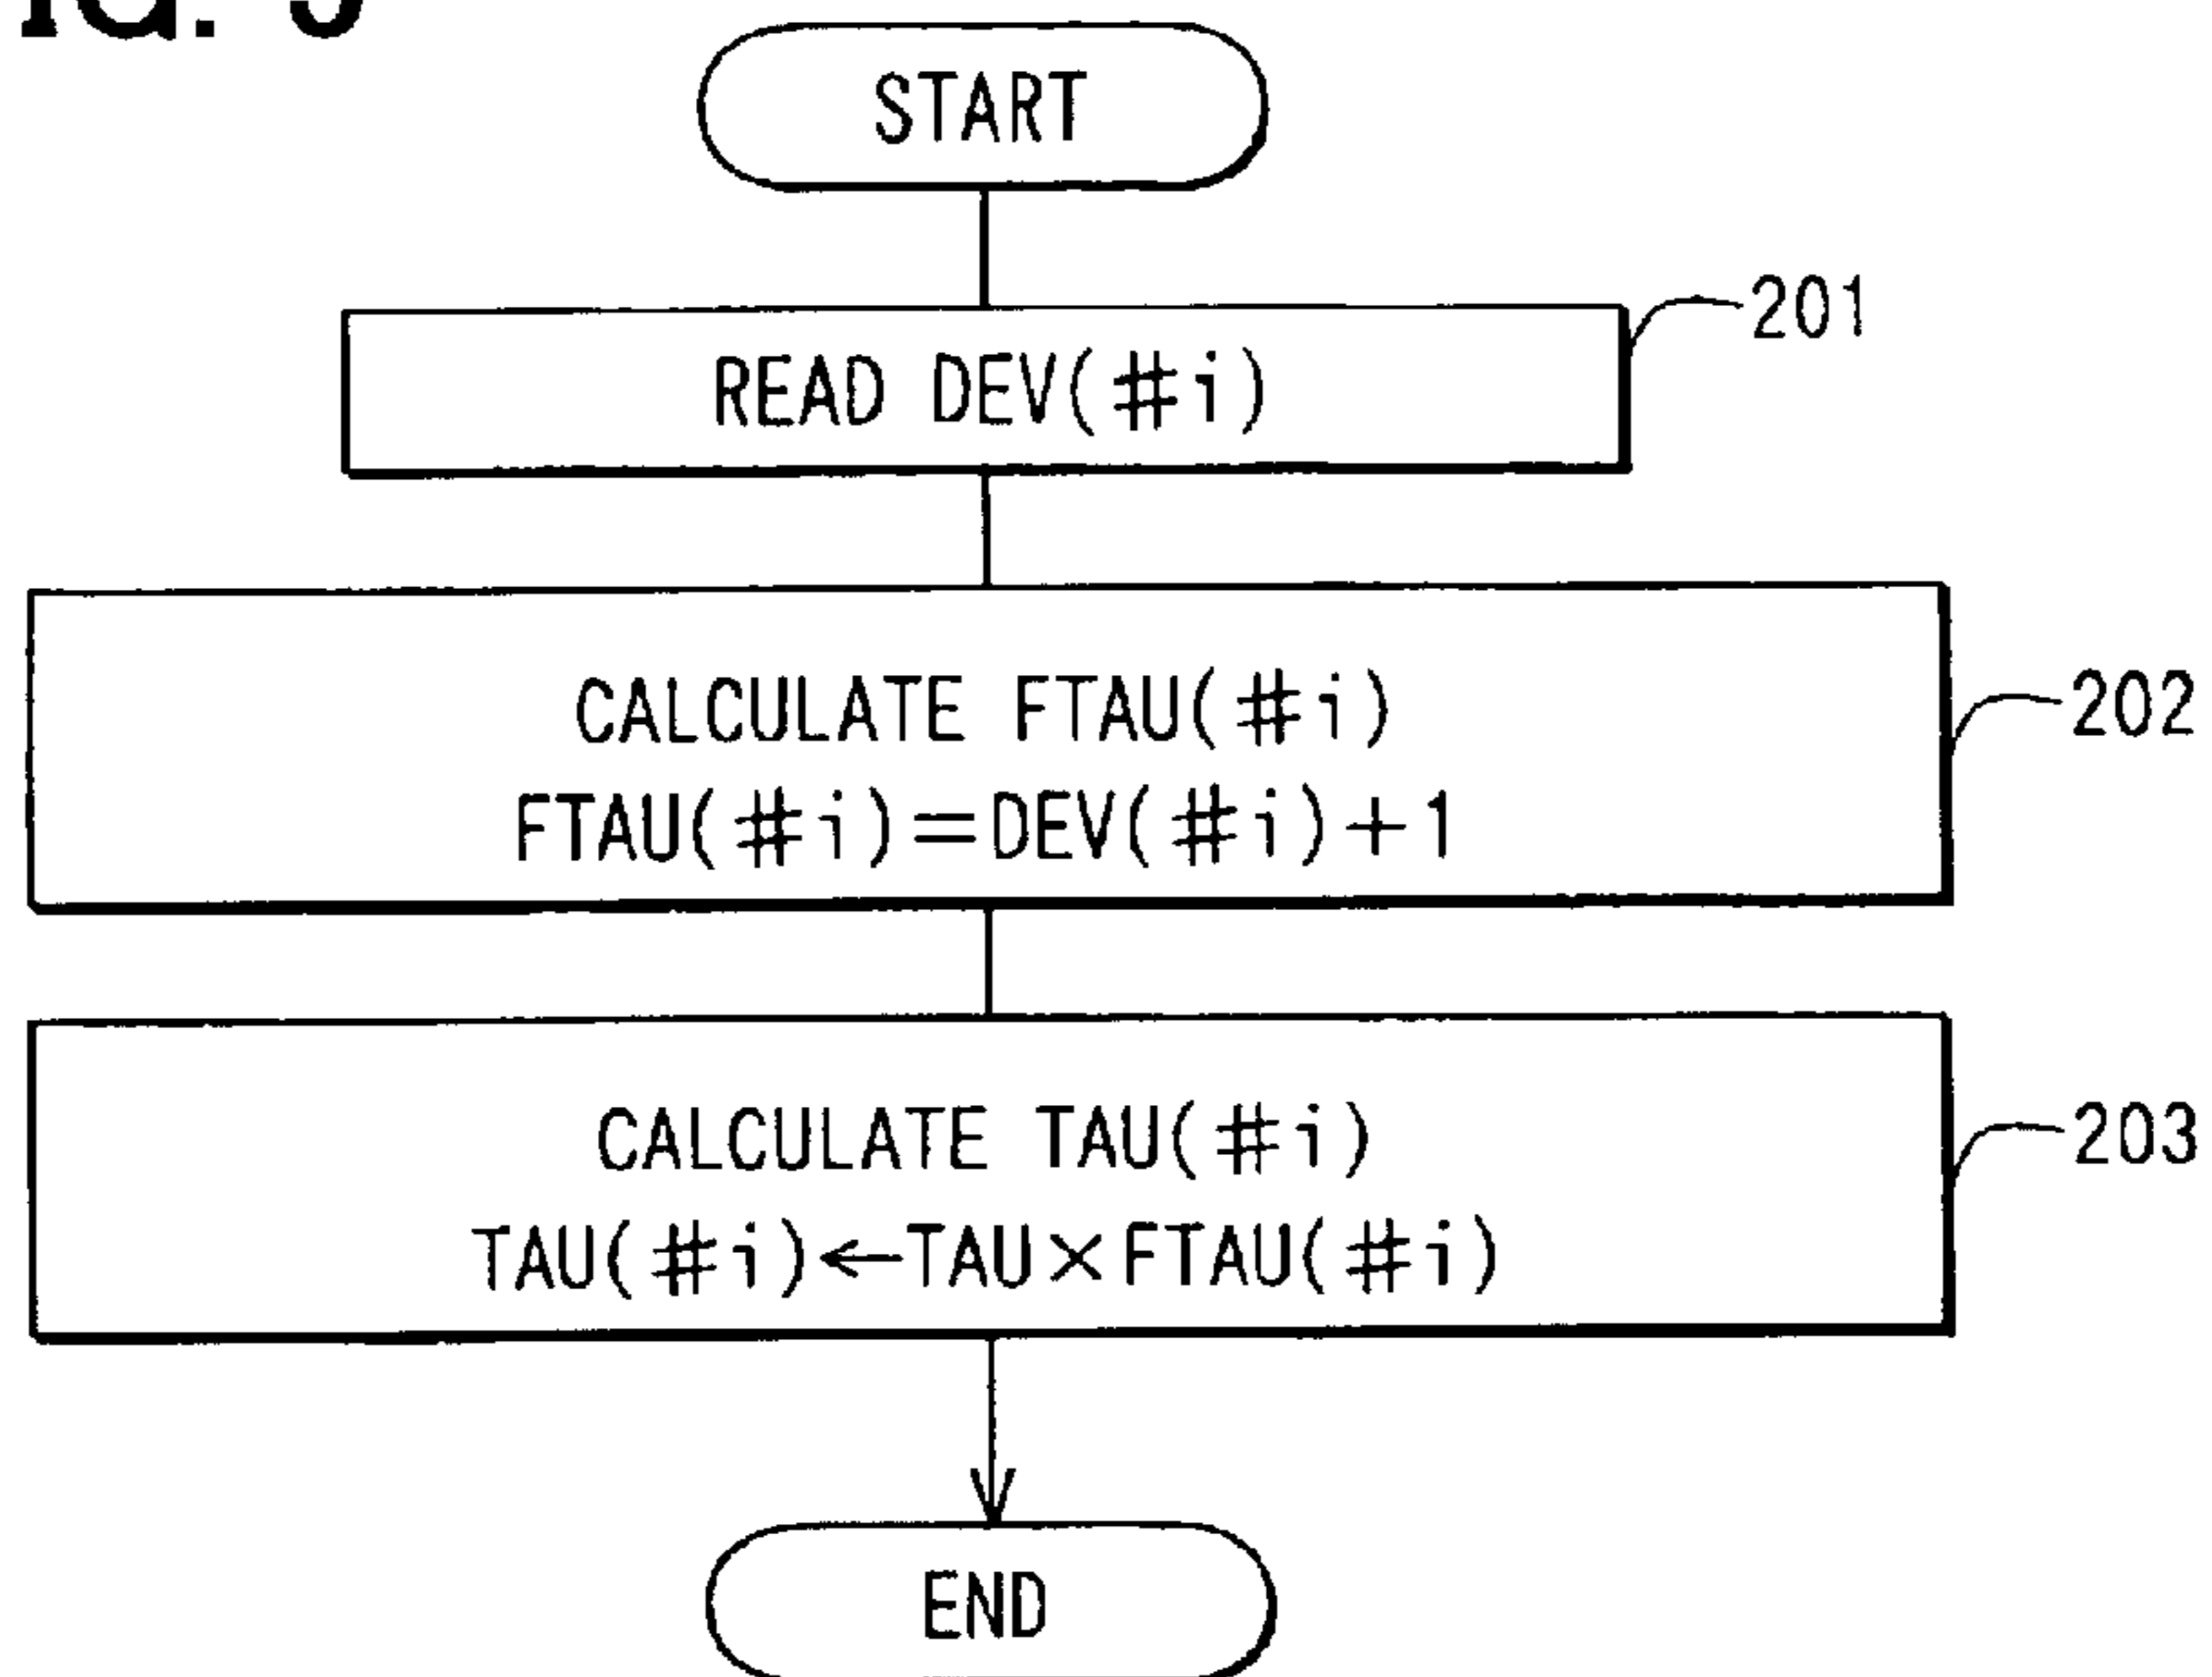 START
201
READ DEV(#i)
202
CALCULATE FTAU(#i)
FTAU(#i)=DEV(#i)+1
203
CALCULATE TAU(#i)
TAU(#i)←TAU×FTAU(#i)
END